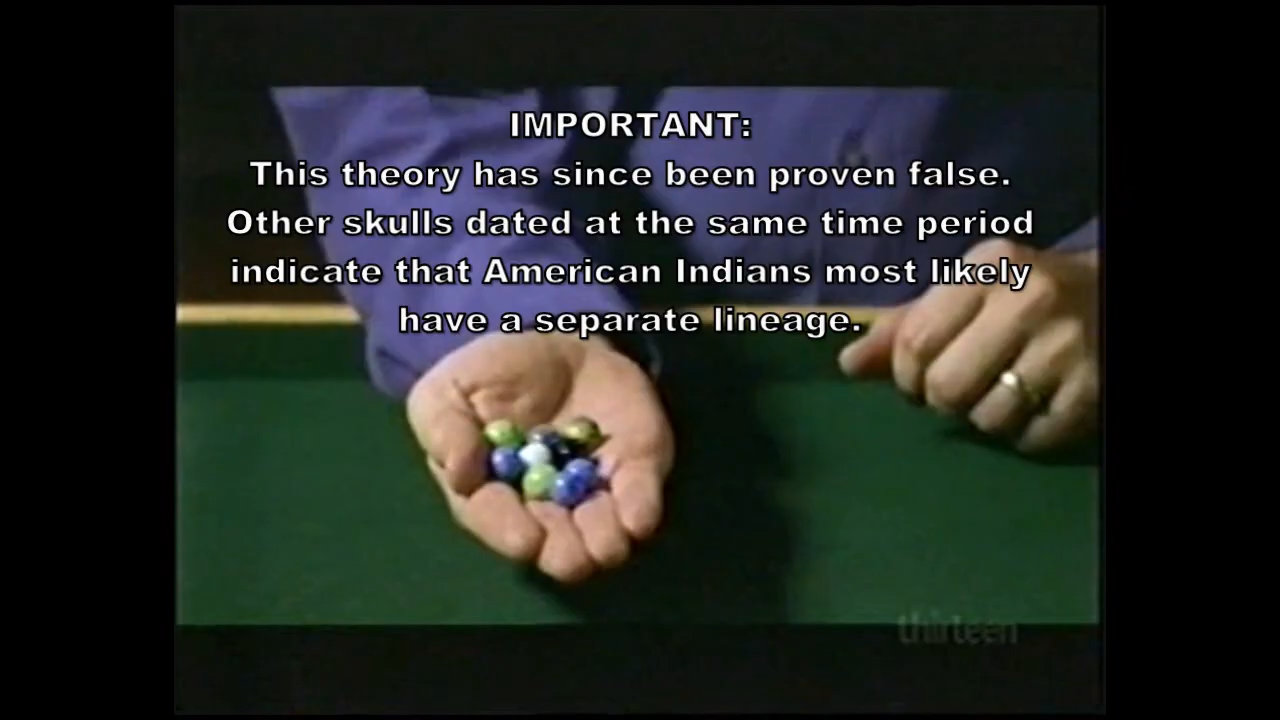 IMPORTANT:
This theory has since been proven false.
Other skulls dated at the same time period
indicate that American Indians most likely
have a separate lineage.
thirteen